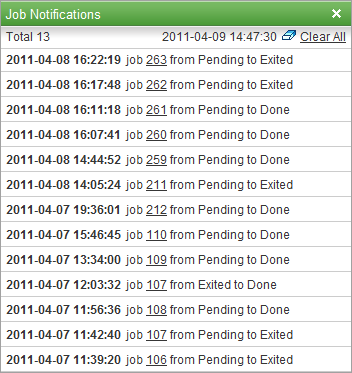 Job Notifications
Total 13 2011-04-09 14:47:30 Clear All
2011-04-08 16:22:19 job 263 from Pending to Exited
2011-04-08 16:17:48 job 262 from Pending to Exited
2011-04-08 16:11:18 job 261 from Pending to Done
2011-04-08 16:07:41 job 260 from Pending to Done
2011-04-08 14:44:52 job 259 from Pending to Done
2011-04-08 14:05:24 job 211 from Pending to Exited
2011-04-07 19:36:01 job 212 from Pending to Done
2011-04-07 15:46:45 job 110 from Pending to Done
2011-04-07 13:34:00 job 109 from Pending to Done
2011-04-07 12:03:32 job 107 from Exited to Done
2011-04-07 11:56:36 job 108 from Pending to Done
2011-04-07 11:42:40 job 107 from Pending to Exited
2011-04-07 11:39:20 job 106 from Pending to Exited